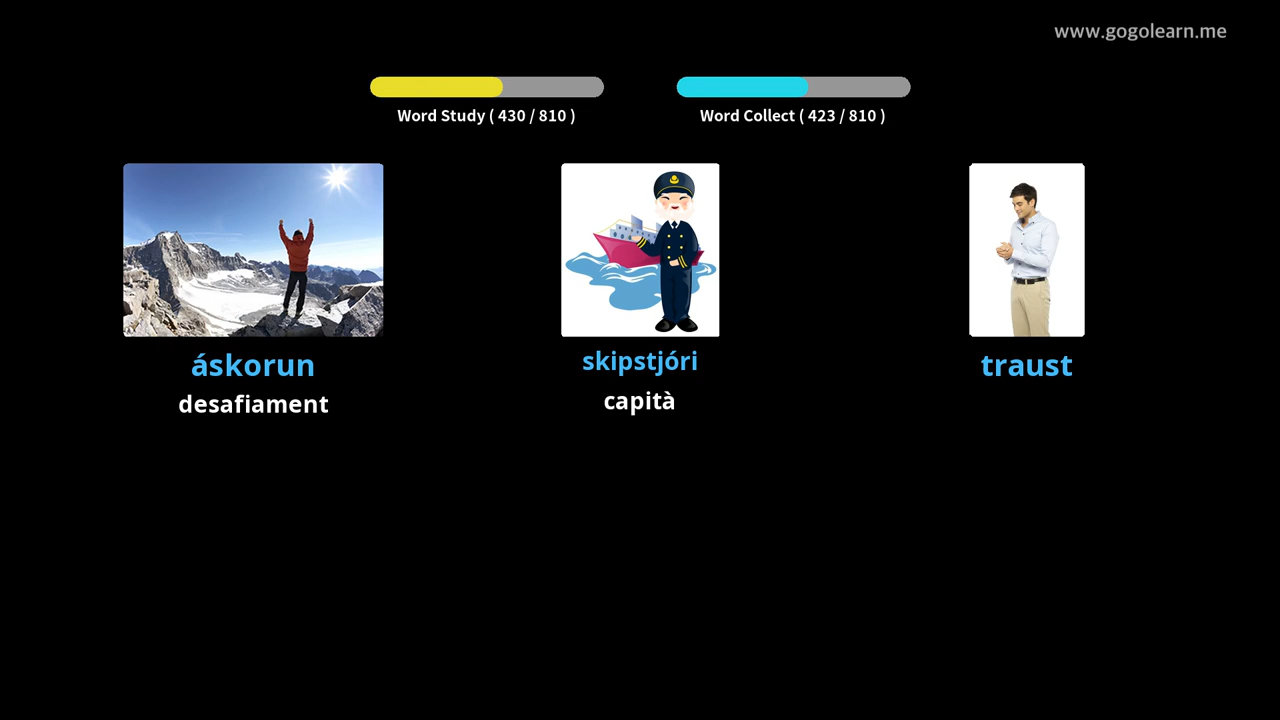 www.gogolearn.me
Word Study ( 430 / 810 )
Word Collect ( 423 / 810 )
áskorun
skipstjóri
traust
desafiament
capità